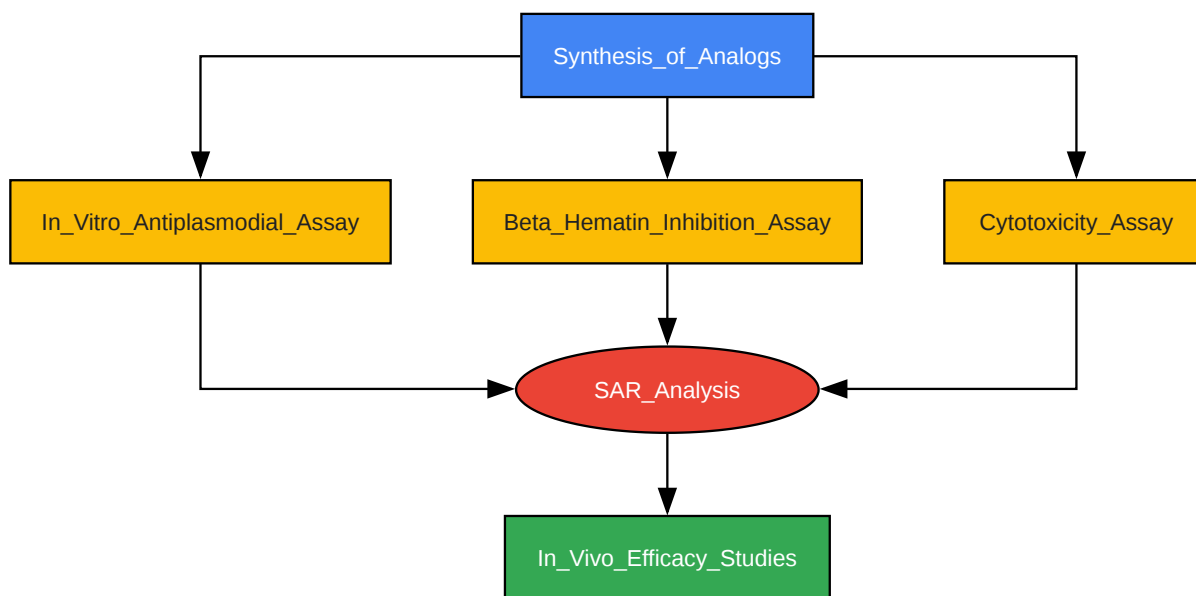 Synthesis_of_Analogs
In_Vitro_Antiplasmodial_Assay
Beta_Hematin_Inhibition_Assay
Cytotoxicity_Assay
SAR_Analysis
In_Vivo_Efficacy_Studies